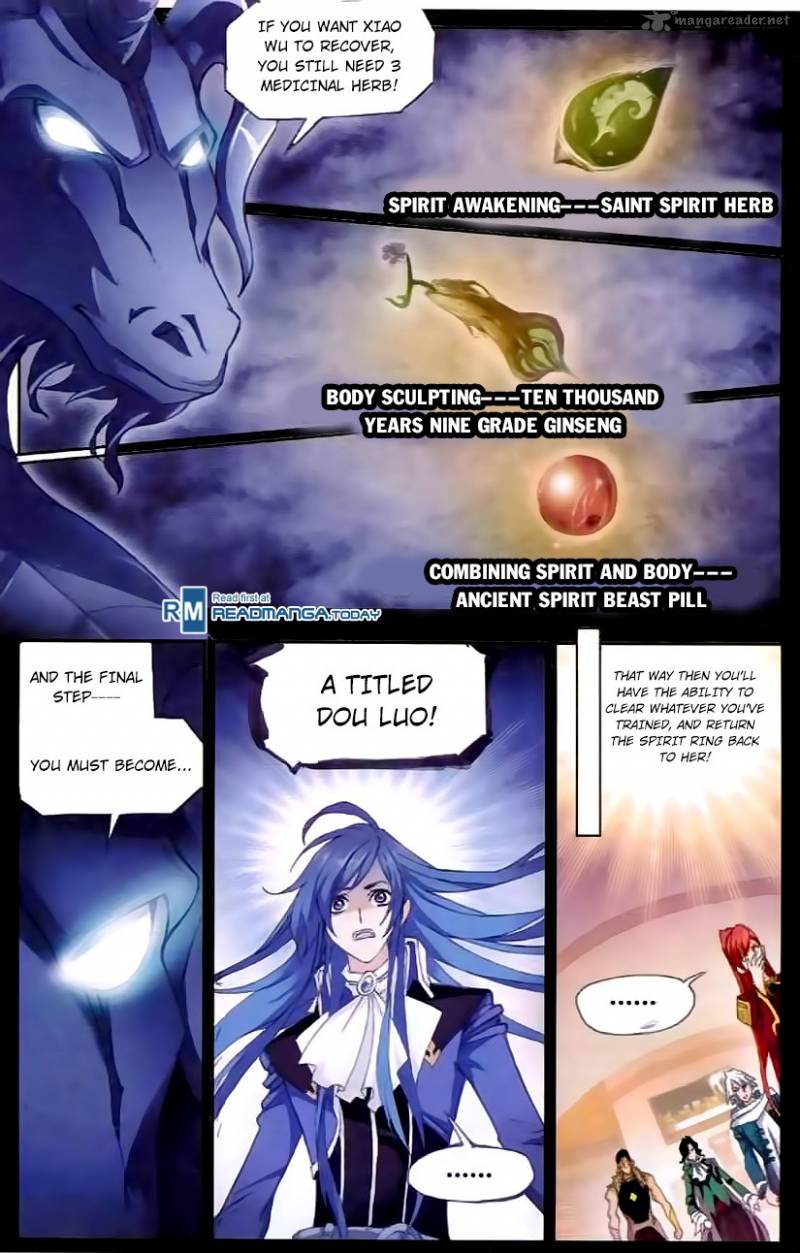 mangareader.net
IF YOU WANT XIAO
WU TO RECOVER,
YOU STILL NEED 3
MEDICINAL HERB!
SPIRIT AWAKENING---SAINT SPIRIT HERB
BODY SCULPTING---TEN THOUSAND
YEARS NINE GRADE GINSENG
COMBINING SPIRIT AND BODY---
ANCIENT SPIRIT BEAST PILL
RM
Read first at
READMANGA.TODAY
AND THE FINAL
STEP----
YOU MUST BECOME...
A TITLED
DOU LUO!
......
THAT WAY THEN YOU'LL
HAVE THE ABILITY TO
CLEAR WHATEVER YOU'VE
TRAINED, AND RETURN
THE SPIRIT RING BACK
TO HER!
......